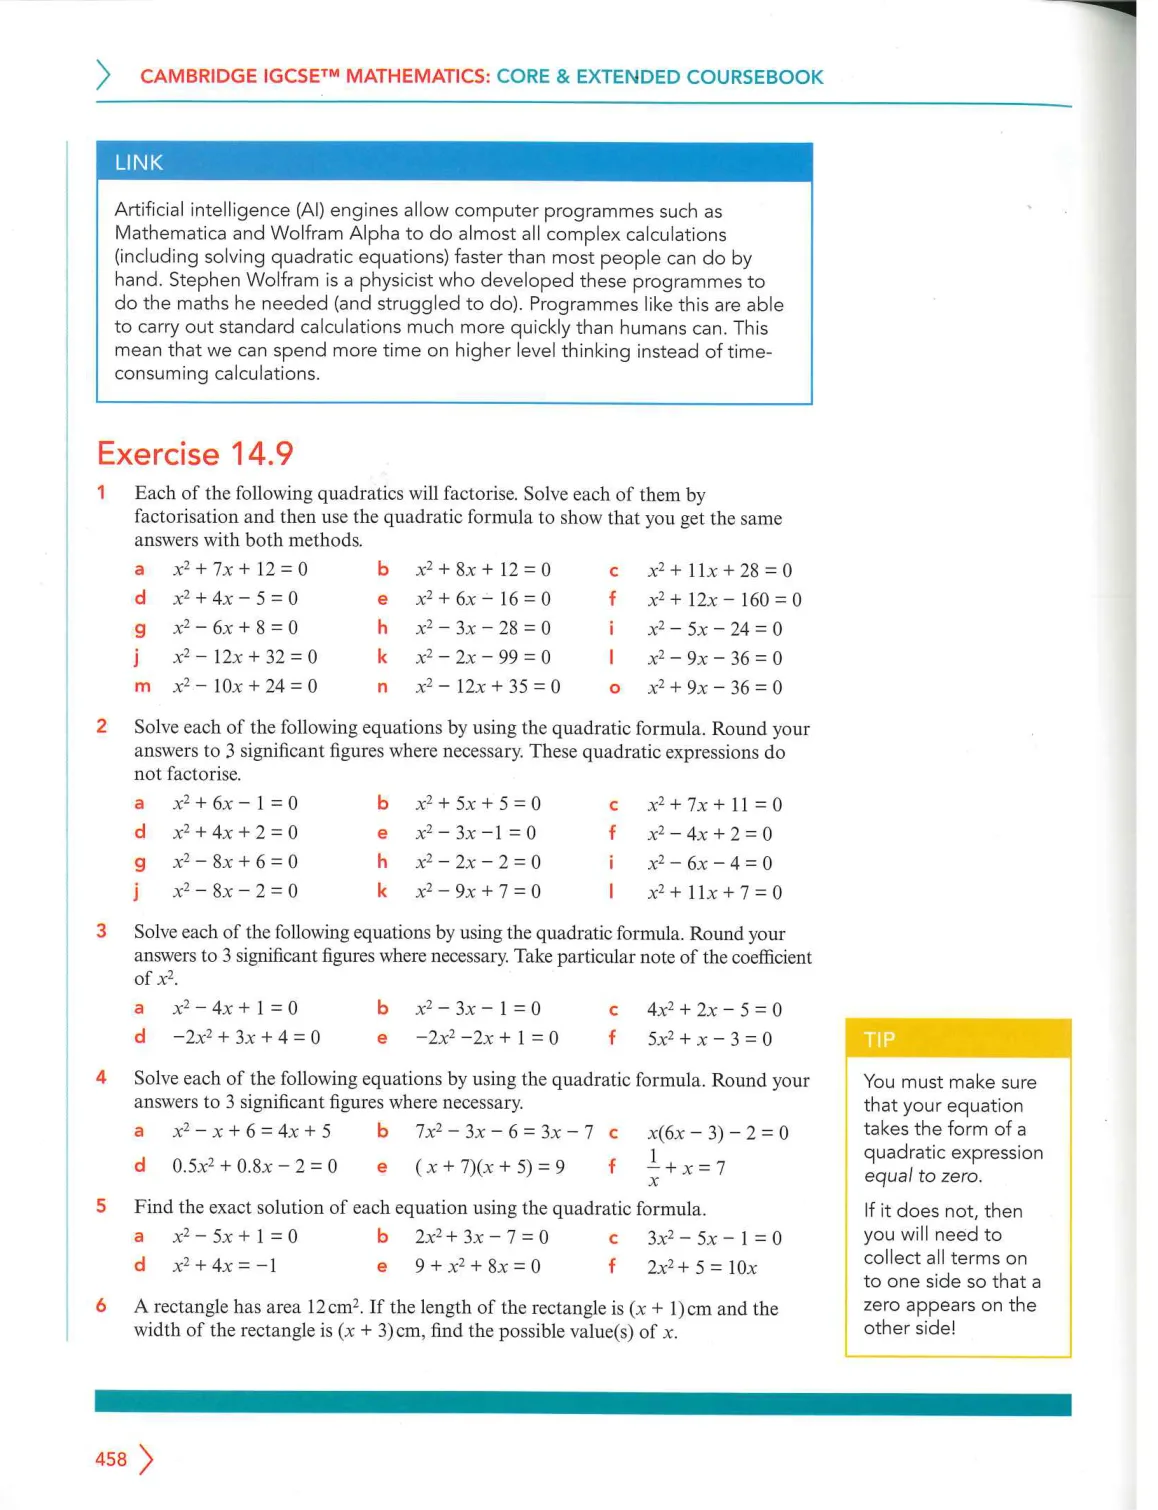 CAMBRIDGE IGCSE™ MATHEMATICS: CORE & EXTENDED COURSEBOOK
LINK
Artificial intelligence (AI) engines allow computer programmes such as
Mathematica and Wolfram Alpha to do almost all complex calculations
(including solving quadratic equations) faster than most people can do by
hand. Stephen Wolfram is a physicist who developed these programmes to
do the maths he needed (and struggled to do). Programmes like this are able
to carry out standard calculations much more quickly than humans can. This
mean that we can spend more time on higher level thinking instead of time-
consuming calculations.
Exercise 14.9
1 Each of the following quadratics will factorise. Solve each of them by
factorisation and then use the quadratic formula to show that you get the same
answers with both methods.
a x² + 7x + 12 = 0 b x² + 8x + 12 = 0 c x² + 11x + 28 = 0
d x² + 4x − 5 = 0 e x² + 6x − 16 = 0 f x² + 12x − 160 = 0
g x² − 6x + 8 = 0 h x² − 3x − 28 = 0 i x² − 5x − 24 = 0
j x² − 12x + 32 = 0 k x² − 2x − 99 = 0 l x² − 9x − 36 = 0
m x² − 10x + 24 = 0 n x² − 12x + 35 = 0 o x² + 9x − 36 = 0
2 Solve each of the following equations by using the quadratic formula. Round your
answers to 3 significant figures where necessary. These quadratic expressions do
not factorise.
a x² + 6x − 1 = 0 b x² + 5x + 5 = 0 c x² + 7x + 11 = 0
d x² + 4x + 2 = 0 e x² − 3x −1 = 0 f x² − 4x + 2 = 0
g x² − 8x + 6 = 0 h x² − 2x − 2 = 0 i x² − 6x − 4 = 0
j x² − 8x − 2 = 0 k x² − 9x + 7 = 0 l x² + 11x + 7 = 0
3 Solve each of the following equations by using the quadratic formula. Round your
answers to 3 significant figures where necessary. Take particular note of the coefficient
of x².
a x² − 4x + 1 = 0 b x² − 3x − 1 = 0 c 4x² + 2x − 5 = 0
d −2x² + 3x + 4 = 0 e −2x² −2x + 1 = 0 f 5x² + x − 3 = 0
4 Solve each of the following equations by using the quadratic formula. Round your
answers to 3 significant figures where necessary.
a x² − x + 6 = 4x + 5 b 7x² − 3x − 6 = 3x − 7 c x(6x − 3) − 2 = 0
d 0.5x² + 0.8x − 2 = 0 e (x + 7)(x + 5) = 9 f 1/x + x = 7
5 Find the exact solution of each equation using the quadratic formula.
a x² − 5x + 1 = 0 b 2x² + 3x − 7 = 0 c 3x² − 5x − 1 = 0
d x² + 4x = −1 e 9 + x² + 8x = 0 f 2x² + 5 = 10x
6 A rectangle has area 12 cm². If the length of the rectangle is (x + 1) cm and the
width of the rectangle is (x + 3) cm, find the possible value(s) of x.
TIP
You must make sure
that your equation
takes the form of a
quadratic expression
equal to zero.
If it does not, then
you will need to
collect all terms on
to one side so that a
zero appears on the
other side!
458